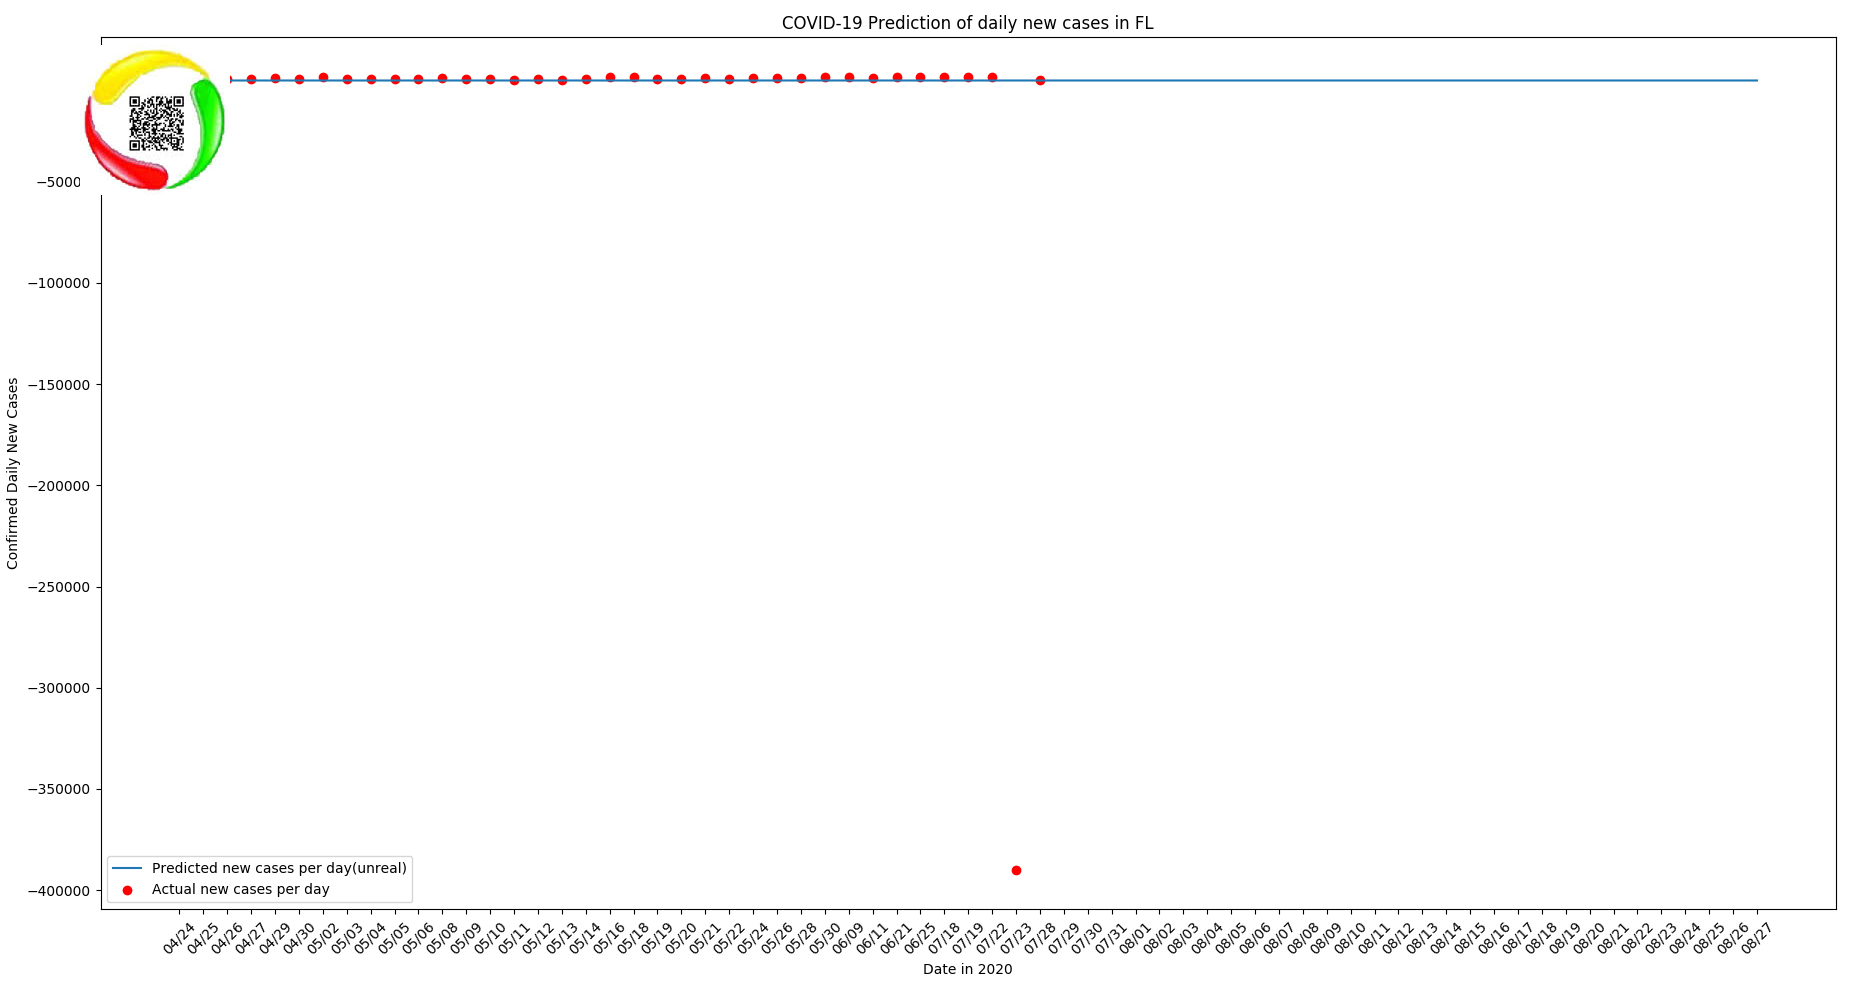 COVID-19 Prediction of daily new cases in FL
−5000
−100000
−150000
−200000
−250000
−300000
−350000
−400000
Confirmed Daily New Cases
Predicted new cases per day(unreal)
Actual new cases per day
04/24 04/25 04/26 04/27 04/29 04/30 05/02 05/03 05/04 05/05 05/06 05/08 05/09 05/10 05/11 05/12 05/13 05/14 05/16 05/18 05/19 05/20 05/21 05/22 05/24 05/26 05/28 05/30 06/09 06/11 06/21 06/25 07/18 07/19 07/22 07/23 07/28 07/29 07/30 07/31 08/01 08/02 08/03 08/04 08/05 08/06 08/07 08/08 08/09 08/10 08/11 08/12 08/13 08/14 08/15 08/16 08/17 08/18 08/19 08/20 08/21 08/22 08/23 08/24 08/25 08/26 08/27
Date in 2020